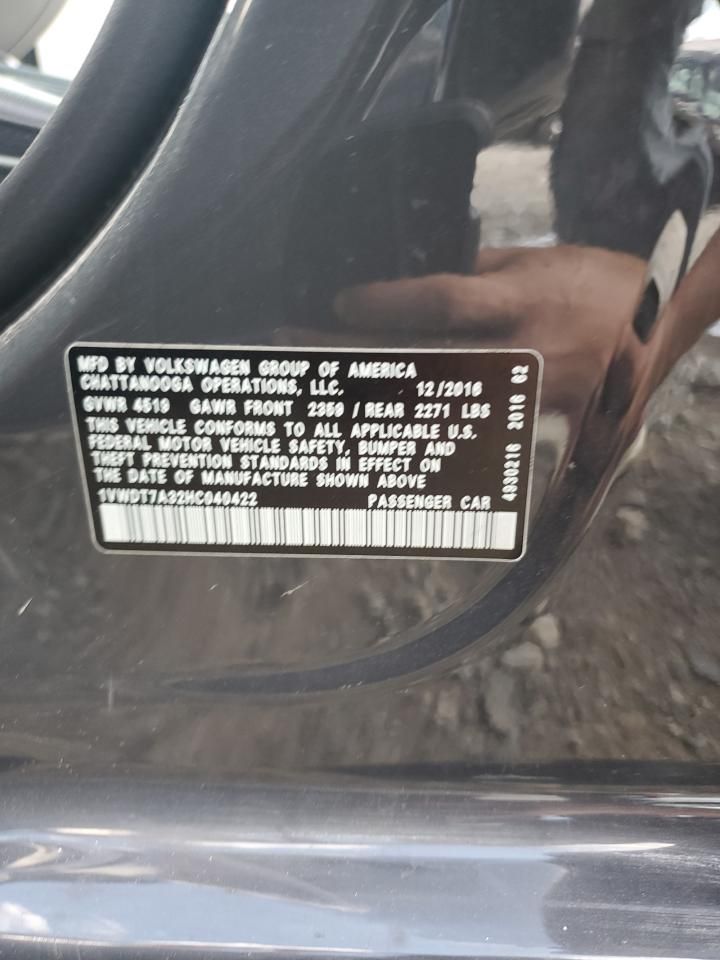 MFD BY VOLKSWAGEN GROUP OF AMERICA
CHATTANOOGA OPERATIONS, LLC. 12/2016
GVWR 4519 GAWR FRONT 2359 / REAR 2271 LBS
THIS VEHICLE CONFORMS TO ALL APPLICABLE U.S.
FEDERAL MOTOR VEHICLE SAFETY, BUMPER AND
THEFT PREVENTION STANDARDS IN EFFECT ON
THE DATE OF MANUFACTURE SHOWN ABOVE
1VWDT7A32HC040422 PASSENGER CAR
4930216 2016 02